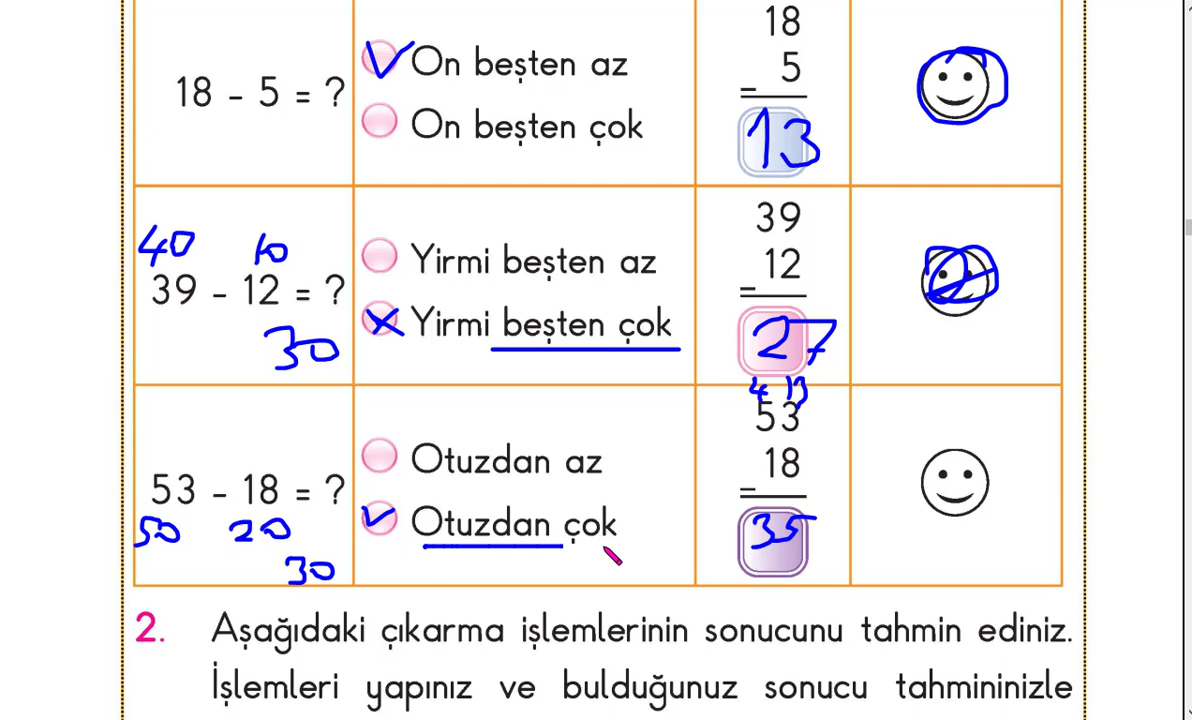 18 - 5 = ?
On beşten az
On beşten çok
18
5
-
13
40 10
39 - 12 = ?
30
Yirmi beşten az
Yirmi beşten çok
39
12
-
27
53 - 18 = ?
50 20
30
Otuzdan az
Otuzdan çok
4 13
53
18
-
35
2. Aşağıdaki çıkarma işlemlerinin sonucunu tahmin ediniz.
İşlemleri yapınız ve bulduğunuz sonucu tahmininizle